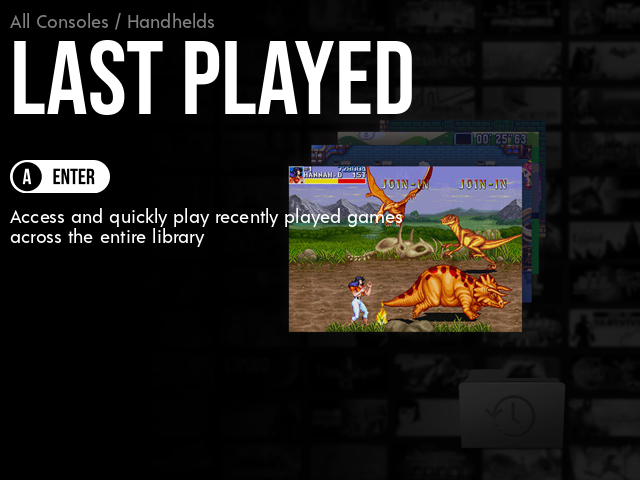 All Consoles / Handhelds
LAST PLAYED
00'25"63
A ENTER
HANNAH.D 157
JOIN-IN JOIN-IN
Access and quickly play recently played games
across the entire library